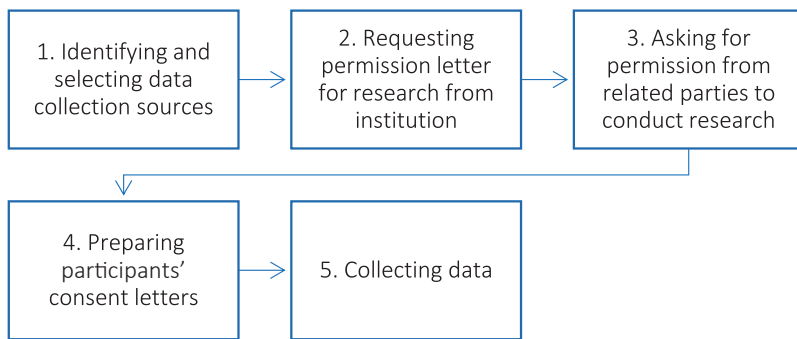 1. Identifying and
selecting data
collection sources
2. Requesting
permission letter
for research from
institution
3. Asking for
permission from
related parties to
conduct research
4. Preparing
participants’
consent letters
5. Collecting data